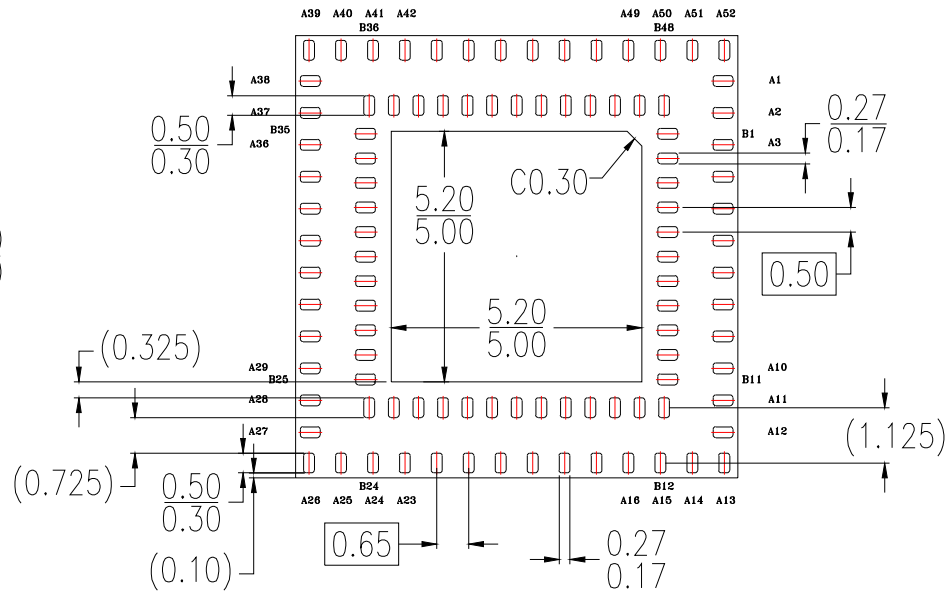 A39 A40 A41 A42 A49 A50 A51 A52
B36 B48
A38 A1
A37 A2
B35 B1
A36 A3
0.50
0.30
0.27
0.17
C0.30
5.20
5.00
0.50
5.20
5.00
(0.325)
A29 A10
B25 B11
A28 A11
A27 A12
(1.125)
(0.725)
0.50
0.30
B24 B12
A26 A25 A24 A23 A16 A15 A14 A13
0.65
0.27
0.17
(0.10)